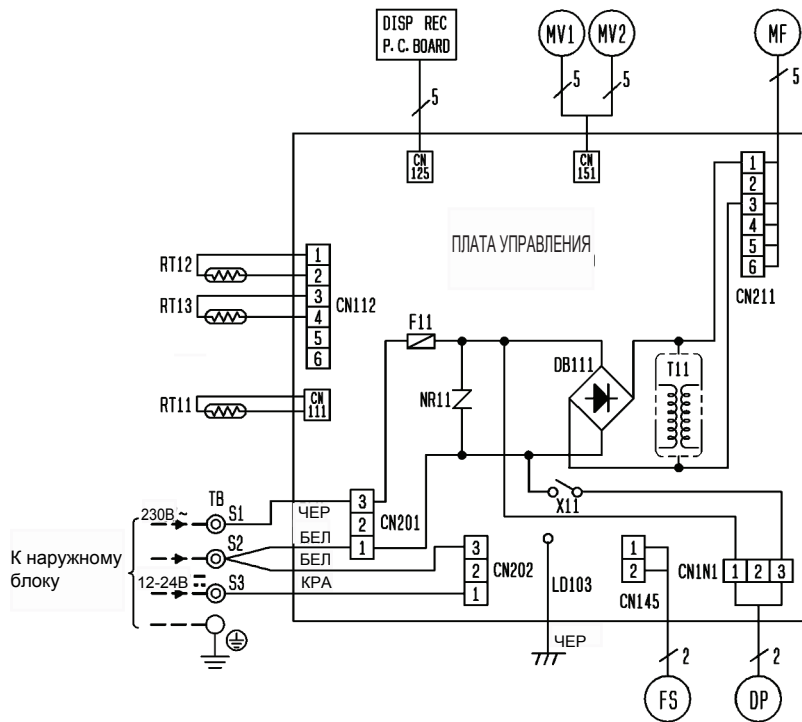 DISP REC
P.C. BOARD
MV1
MV2
MF
5
5
5
5
CN
125
CN
151
1
2
3
4
5
6
CN211
ПЛАТА УПРАВЛЕНИЯ
RT12
RT13
1
2
3
4
5
6
CN112
F11
DB111
T11
NR11
RT11
CN
111
X11
К наружному
блоку
TB
230В ~
S1
S2
12-24В
S3
ЧЕР
БЕЛ
БЕЛ
КРА
3
2
1
CN201
3
2
1
CN202
LD103
ЧЕР
1
2
CN145
CN1N1
1
2
3
2
2
FS
DP